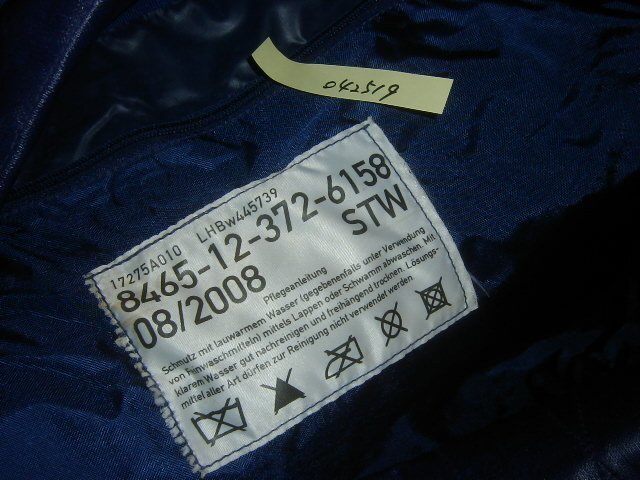 042519
17275A010 LHBw445739
8465-12-372-6158
08/2008 STW
Pflegeanleitung
Schmutz mit lauwarmem Wasser (gegebenenfalls unter Verwendung
von Feinwaschmitteln) mittels Lappen oder Schwamm abwaschen. Mit
klarem Wasser gut nachreinigen und freihängend trocknen. Lösungs-
mittel aller Art dürfen zur Reinigung nicht verwendet werden.